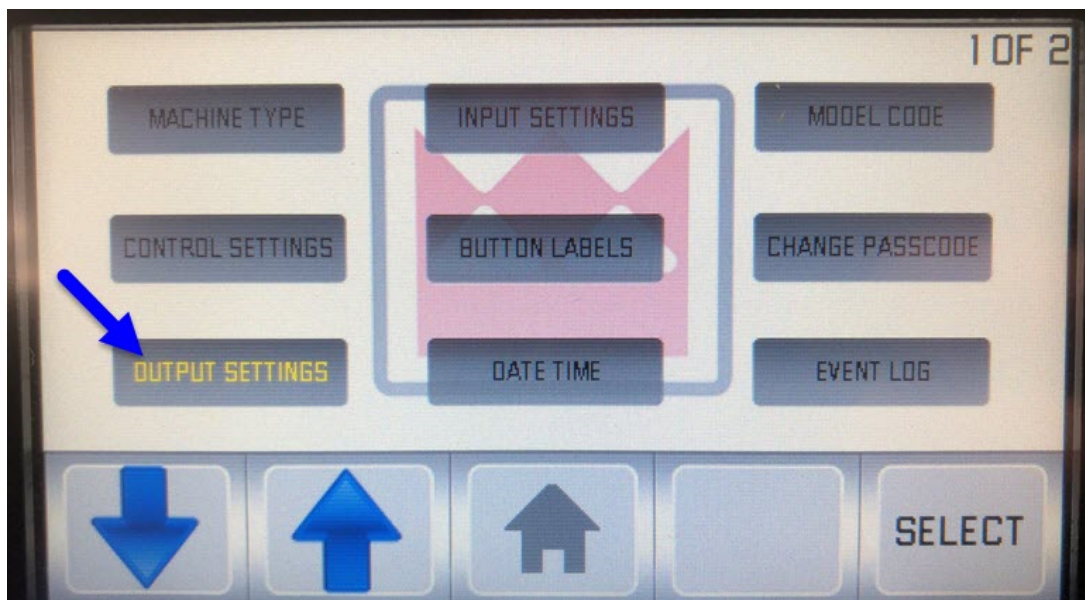 1 OF 2
MACHINE TYPE
INPUT SETTINGS
MODEL CODE
CONTROL SETTINGS
BUTTON LABELS
CHANGE PASSCODE
OUTPUT SETTINGS
DATE TIME
EVENT LOG
SELECT